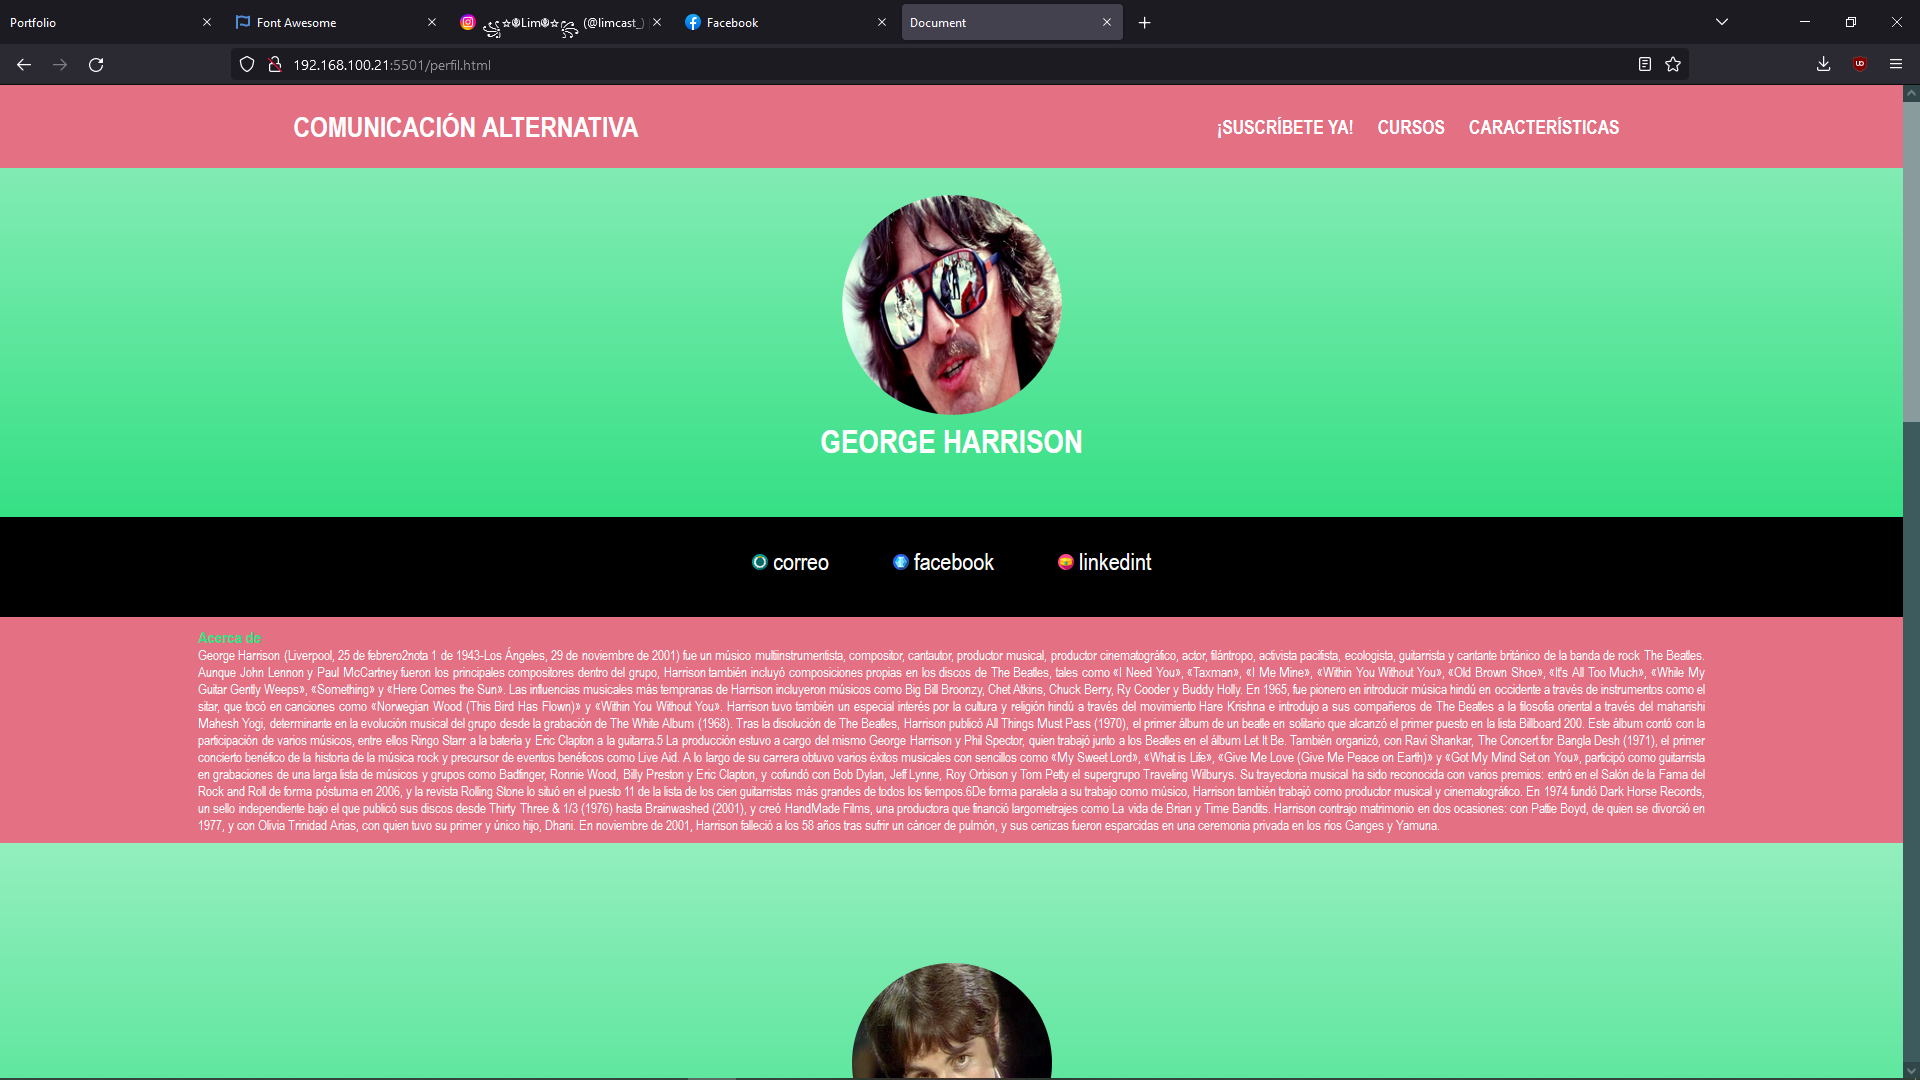 Portfolio
Font Awesome
꧁☆☬Lim☬☆꧂ (@limcast_)
Facebook
Document
192.168.100.21:5501/perfil.html
COMUNICACIÓN ALTERNATIVA
¡SUSCRÍBETE YA!
CURSOS
CARACTERÍSTICAS
GEORGE HARRISON
correo
facebook
linkedint
Acerca de
George Harrison (Liverpool, 25 de febrero2nota 1 de 1943-Los Ángeles, 29 de noviembre de 2001) fue un músico multiinstrumentista, compositor, cantautor, productor musical, productor cinematográfico, actor, filántropo, activista pacifista, ecologista, guitarrista y cantante británico de la banda de rock The Beatles.
Aunque John Lennon y Paul McCartney fueron los principales compositores dentro del grupo, Harrison también incluyó composiciones propias en los discos de The Beatles, tales como «I Need You», «Taxman», «I Me Mine», «Within You Without You», «Old Brown Shoe», «It's All Too Much», «While My
Guitar Gently Weeps», «Something» y «Here Comes the Sun». Las influencias musicales más tempranas de Harrison incluyeron músicos como Big Bill Broonzy, Chet Atkins, Chuck Berry, Ry Cooder y Buddy Holly. En 1965, fue pionero en introducir música hindú en occidente a través de instrumentos como el
sitar, que tocó en canciones como «Norwegian Wood (This Bird Has Flown)» y «Within You Without You». Harrison tuvo también un especial interés por la cultura y religión hindú a través del movimiento Hare Krishna e introdujo a sus compañeros de The Beatles a la filosofía oriental a través del maharishi
Mahesh Yogi, determinante en la evolución musical del grupo desde la grabación de The White Album (1968). Tras la disolución de The Beatles, Harrison publicó All Things Must Pass (1970), el primer álbum de un beatle en solitario que alcanzó el primer puesto en la lista Billboard 200. Este álbum contó con la
participación de varios músicos, entre ellos Ringo Starr a la batería y Eric Clapton a la guitarra.5 La producción estuvo a cargo del mismo George Harrison y Phil Spector, quien trabajó junto a los Beatles en el álbum Let It Be. También organizó, con Ravi Shankar, The Concert for Bangla Desh (1971), el primer
concierto benéfico de la historia de la música rock y precursor de eventos benéficos como Live Aid. A lo largo de su carrera obtuvo varios éxitos musicales con sencillos como «My Sweet Lord», «What is Life», «Give Me Love (Give Me Peace on Earth)» y «Got My Mind Set on You», participó como guitarrista
en grabaciones de una larga lista de músicos y grupos como Badfinger, Ronnie Wood, Billy Preston y Eric Clapton, y cofundó con Bob Dylan, Jeff Lynne, Roy Orbison y Tom Petty el supergrupo Traveling Wilburys. Su trayectoria musical ha sido reconocida con varios premios: entró en el Salón de la Fama del
Rock and Roll de forma póstuma en 2006, y la revista Rolling Stone lo situó en el puesto 11 de la lista de los cien guitarristas más grandes de todos los tiempos.6De forma paralela a su trabajo como músico, Harrison también trabajó como productor musical y cinematográfico. En 1974 fundó Dark Horse Records,
un sello independiente bajo el que publicó sus discos desde Thirty Three & 1/3 (1976) hasta Brainwashed (2001), y creó HandMade Films, una productora que financió largometrajes como La vida de Brian y Time Bandits. Harrison contrajo matrimonio en dos ocasiones: con Pattie Boyd, de quien se divorció en
1977, y con Olivia Trinidad Arias, con quien tuvo su primer y único hijo, Dhani. En noviembre de 2001, Harrison falleció a los 58 años tras sufrir un cáncer de pulmón, y sus cenizas fueron esparcidas en una ceremonia privada en los ríos Ganges y Yamuna.